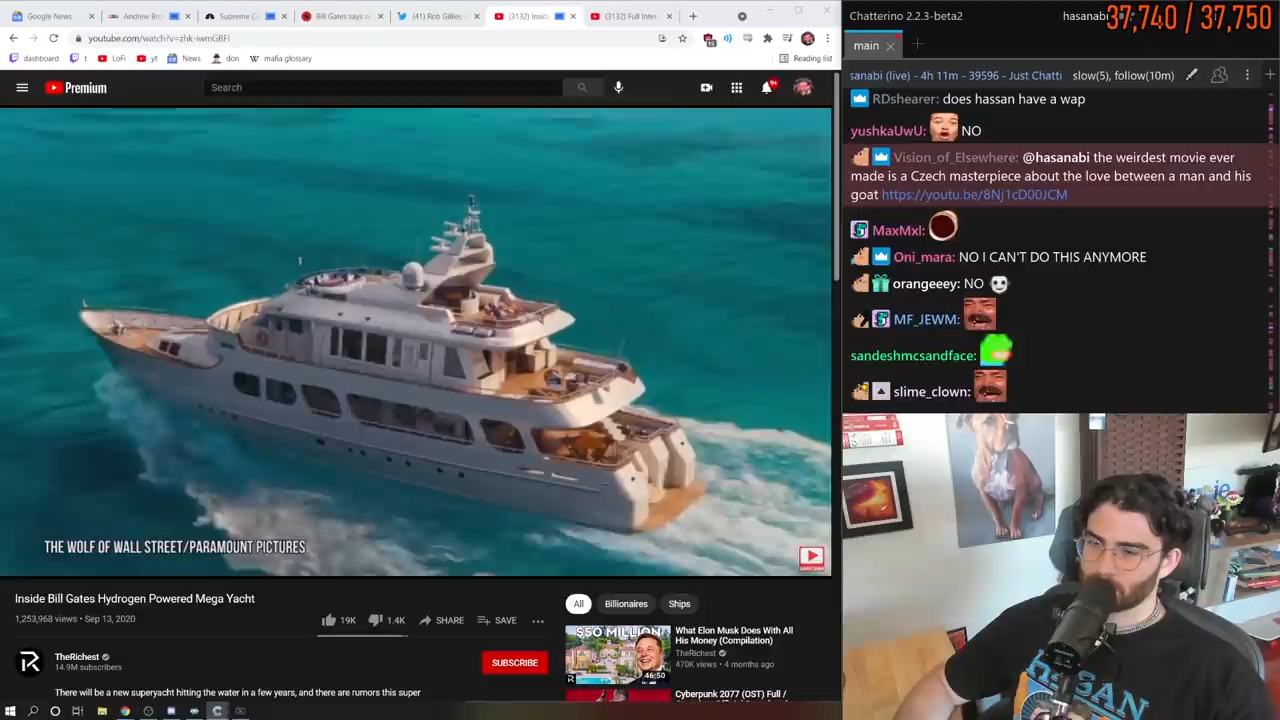 Google News
Andrew Bro
Supreme C
Bill Gates says n
(41) Rob Gillies
(3132) Insi
(3132) Full Inter
youtube.com/watch?v=zhk-iwmGBFI
dashboard
t
LoFi
yt
News
don
mafia glossary
Reading list
Premium
Search
9+
THE WOLF OF WALL STREET/PARAMOUNT PICTURES
Inside Bill Gates Hydrogen Powered Mega Yacht
1,253,968 views • Sep 13, 2020
19K
1.4K
SHARE
SAVE
TheRichest
14.9M subscribers
SUBSCRIBE
There will be a new superyacht hitting the water in a few years, and there are rumors this super
All
Billionaires
Ships
$50 MILLION
46:50
What Elon Musk Does With All
His Money (Compilation)
TheRichest
470K views • 4 months ago
Cyberpunk 2077 (OST) Full /
Chatterino 2.2.3-beta2
hasanabi
37,740 / 37,750
main
sanabi (live) - 4h 11m - 39596 - Just Chatti
slow(5), follow(10m)
RDshearer: does hassan have a wap
yushkaUwU: NO
Vision_of_Elsewhere: @hasanabi the weirdest movie ever
made is a Czech masterpiece about the love between a man and his
goat https://youtu.be/8Nj1cD00JCM
MaxMxl:
Oni_mara: NO I CAN'T DO THIS ANYMORE
orangeeey: NO
MF_JEWM:
sandeshmcsandface:
slime_clown: